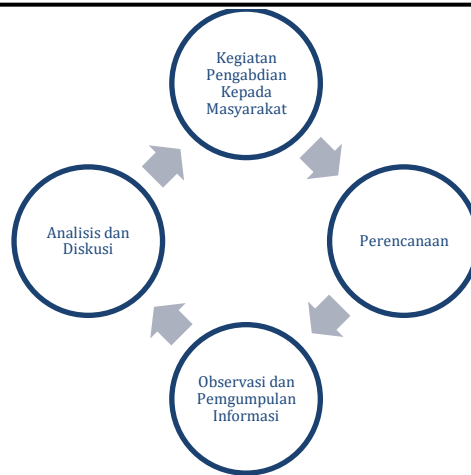 Kegiatan
Pengabdian
Kepada
Masyarakat
Perencanaan
Observasi dan
Pemgumpulan
Informasi
Analisis dan
Diskusi